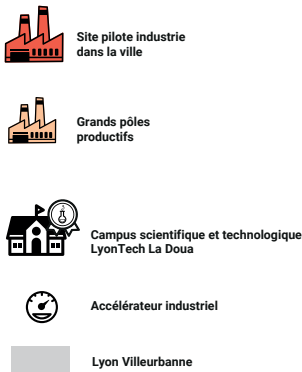 Site pilote industrie
dans la ville
Grands pôles
productifs
Campus scientifique et technologique
LyonTech La Doua
Accélérateur industriel
Lyon Villeurbanne